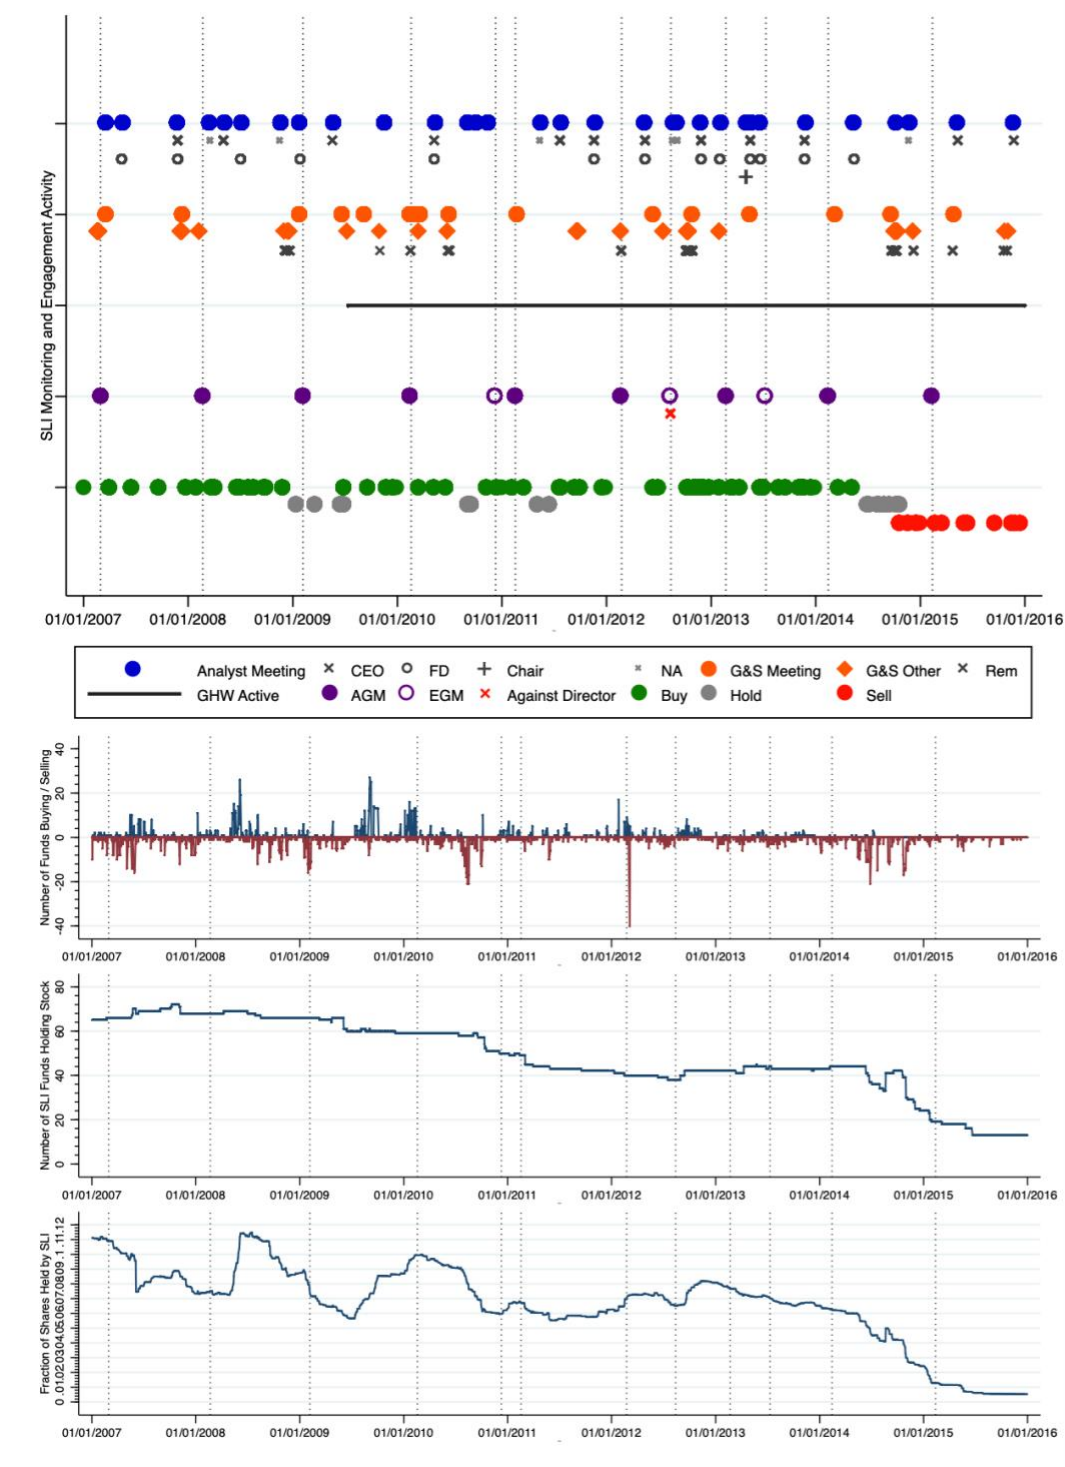 SLI Monitoring and Engagement Activity
01/01/2007 01/01/2008 01/01/2009 01/01/2010 01/01/2011 01/01/2012 01/01/2013 01/01/2014 01/01/2015 01/01/2016
Analyst Meeting CEO FD Chair NA G&S Meeting G&S Other Rem
GHW Active AGM EGM Against Director Buy Hold Sell
Number of Funds Buying / Selling
40
20
0
-20
-40
01/01/2007 01/01/2008 01/01/2009 01/01/2010 01/01/2011 01/01/2012 01/01/2013 01/01/2014 01/01/2015 01/01/2016
Number of SLI Funds Holding Stock
80
60
40
20
0
01/01/2007 01/01/2008 01/01/2009 01/01/2010 01/01/2011 01/01/2012 01/01/2013 01/01/2014 01/01/2015 01/01/2016
Fraction of Shares Held by SLI
0 .01.02.03.04.05.06.07.08.09 .1 .11.12
01/01/2007 01/01/2008 01/01/2009 01/01/2010 01/01/2011 01/01/2012 01/01/2013 01/01/2014 01/01/2015 01/01/2016